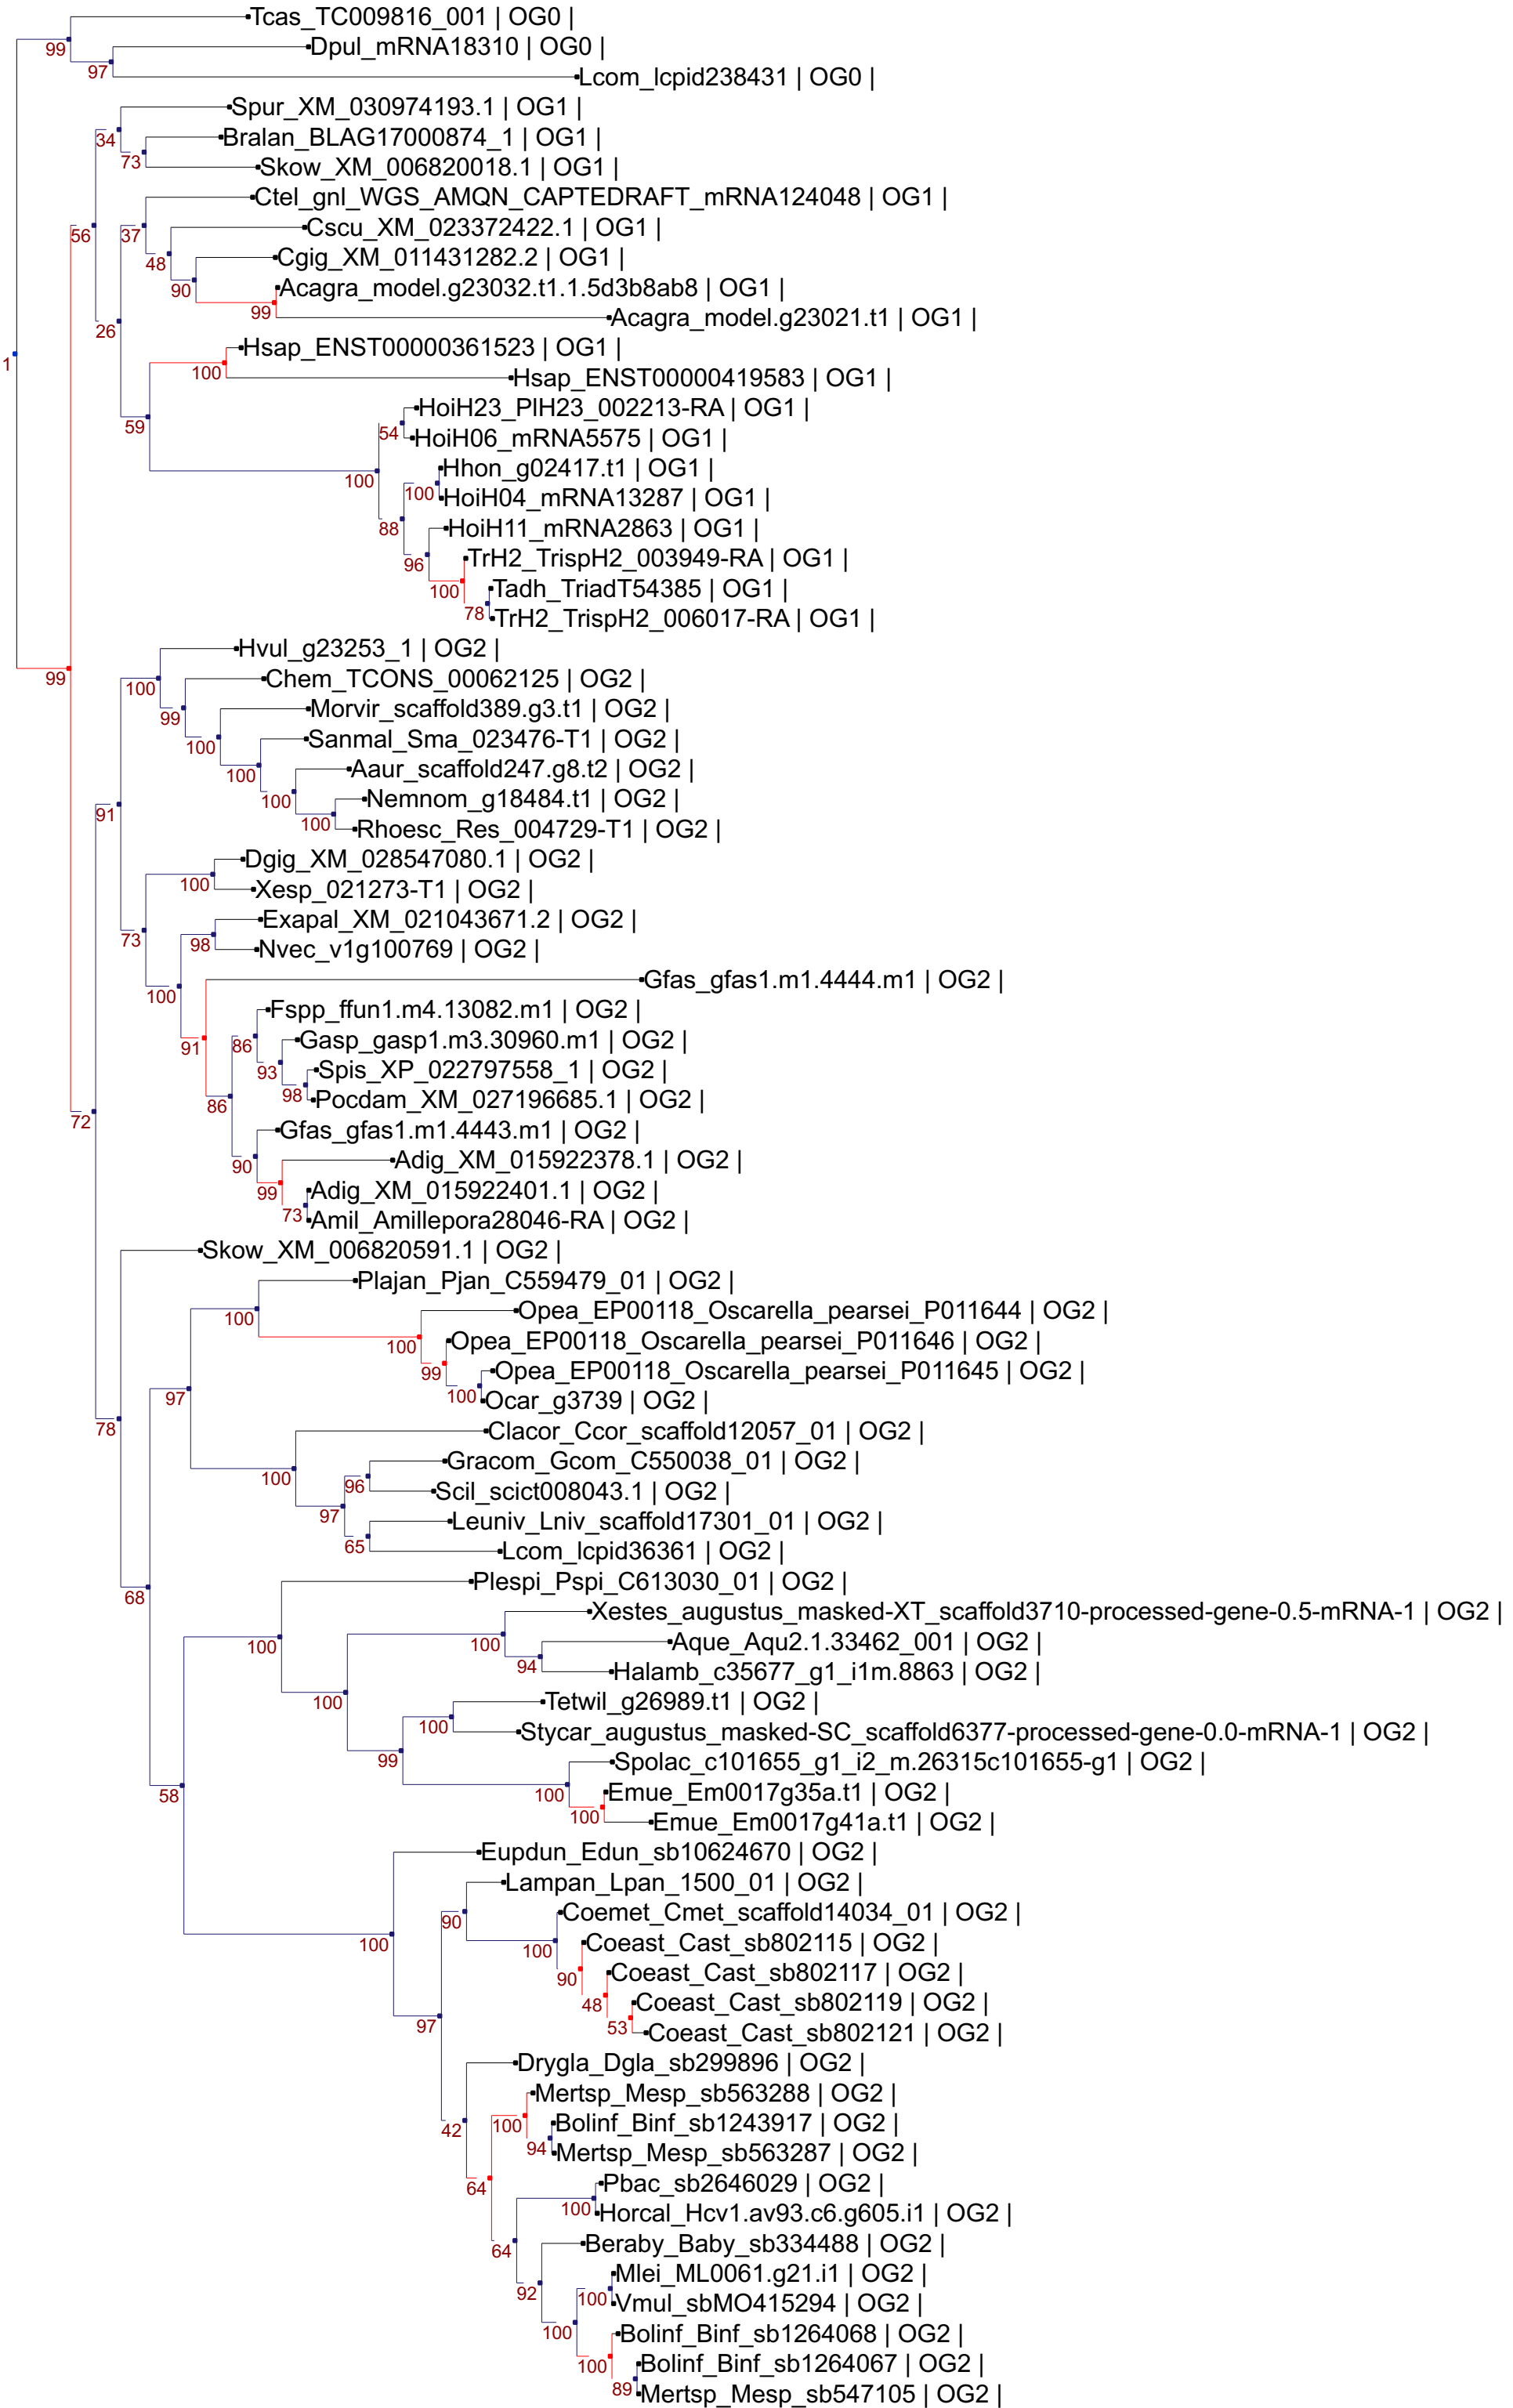 Tcas_TC009816_001 | OG0 |
99
Dpul_mRNA18310 | OG0 |
97
Lcom_lcpid238431 | OG0 |
Spur_XM_030974193.1 | OG1 |
34
Bralan_BLAG17000874_1 | OG1 |
73
Skow_XM_006820018.1 | OG1 |
Ctel_gnl_WGS_AMQN_CAPTEDRAFT_mRNA124048 | OG1 |
56
37
Cscu_XM_023372422.1 | OG1 |
48
Cgig_XM_011431282.2 | OG1 |
90
Acagra_model.g23032.t1.1.5d3b8ab8 | OG1 |
99
Acagra_model.g23021.t1 | OG1 |
26
Hsap_ENST00000361523 | OG1 |
1
100
Hsap_ENST00000419583 | OG1 |
HoiH23_PlH23_002213-RA | OG1 |
59
54
HoiH06_mRNA5575 | OG1 |
100
Hhon_g02417.t1 | OG1 |
100
HoiH04_mRNA13287 | OG1 |
88
HoiH11_mRNA2863 | OG1 |
96
TrH2_TrispH2_003949-RA | OG1 |
100
Tadh_TriadT54385 | OG1 |
78
TrH2_TrispH2_006017-RA | OG1 |
Hvul_g23253_1 | OG2 |
99
100
Chem_TCONS_00062125 | OG2 |
99
Morvir_scaffold389.g3.t1 | OG2 |
100
Sanmal_Sma_023476-T1 | OG2 |
100
Aaur_scaffold247.g8.t2 | OG2 |
100
Nemnom_g18484.t1 | OG2 |
91
100
Rhoesc_Res_004729-T1 | OG2 |
Dgig_XM_028547080.1 | OG2 |
100
Xesp_021273-T1 | OG2 |
Exapal_XM_021043671.2 | OG2 |
73
98
Nvec_v1g100769 | OG2 |
Gfas_gfas1.m1.4444.m1 | OG2 |
100
Fspp_ffun1.m4.13082.m1 | OG2 |
91
86
Gasp_gasp1.m3.30960.m1 | OG2 |
93
Spis_XP_022797558_1 | OG2 |
98
Pocdam_XM_027196685.1 | OG2 |
86
72
Gfas_gfas1.m1.4443.m1 | OG2 |
90
Adig_XM_015922378.1 | OG2 |
99
Adig_XM_015922401.1 | OG2 |
73
Amil_Amillepora28046-RA | OG2 |
Skow_XM_006820591.1 | OG2 |
Plajan_Pjan_C559479_01 | OG2 |
100
Opea_EP00118_Oscarella_pearsei_P011644 | OG2 |
100
Opea_EP00118_Oscarella_pearsei_P011646 | OG2 |
99
Opea_EP00118_Oscarella_pearsei_P011645 | OG2 |
97
100
Ocar_g3739 | OG2 |
78
Clacor_Ccor_scaffold12057_01 | OG2 |
Gracom_Gcom_C550038_01 | OG2 |
100
96
Scil_scict008043.1 | OG2 |
97
Leuniv_Lniv_scaffold17301_01 | OG2 |
65
Lcom_lcpid36361 | OG2 |
Plespi_Pspi_C613030_01 | OG2 |
68
Xestes_augustus_masked-XT_scaffold3710-processed-gene-0.5-mRNA-1 | OG2 |
100
100
Aque_Aqu2.1.33462_001 | OG2 |
94
Halamb_c35677_g1_i1m.8863 | OG2 |
100
Tetwil_g26989.t1 | OG2 |
100
Stycar_augustus_masked-SC_scaffold6377-processed-gene-0.0-mRNA-1 | OG2 |
99
Spolac_c101655_g1_i2_m.26315c101655-g1 | OG2 |
58
100
Emue_Em0017g35a.t1 | OG2 |
100
Emue_Em0017g41a.t1 | OG2 |
Eupdun_Edun_sb10624670 | OG2 |
Lampan_Lpan_1500_01 | OG2 |
90
Coemet_Cmet_scaffold14034_01 | OG2 |
100
100
Coeast_Cast_sb802115 | OG2 |
90
Coeast_Cast_sb802117 | OG2 |
48
Coeast_Cast_sb802119 | OG2 |
97
53
Coeast_Cast_sb802121 | OG2 |
Drygla_Dgla_sb299896 | OG2 |
Mertsp_Mesp_sb563288 | OG2 |
42
100
Bolinf_Binf_sb1243917 | OG2 |
94
Mertsp_Mesp_sb563287 | OG2 |
64
Pbac_sb2646029 | OG2 |
100
Horcal_Hcv1.av93.c6.g605.i1 | OG2 |
64
Beraby_Baby_sb334488 | OG2 |
92
Mlei_ML0061.g21.i1 | OG2 |
100
Vmul_sbMO415294 | OG2 |
100
Bolinf_Binf_sb1264068 | OG2 |
100
Bolinf_Binf_sb1264067 | OG2 |
89
Mertsp_Mesp_sb547105 | OG2 |